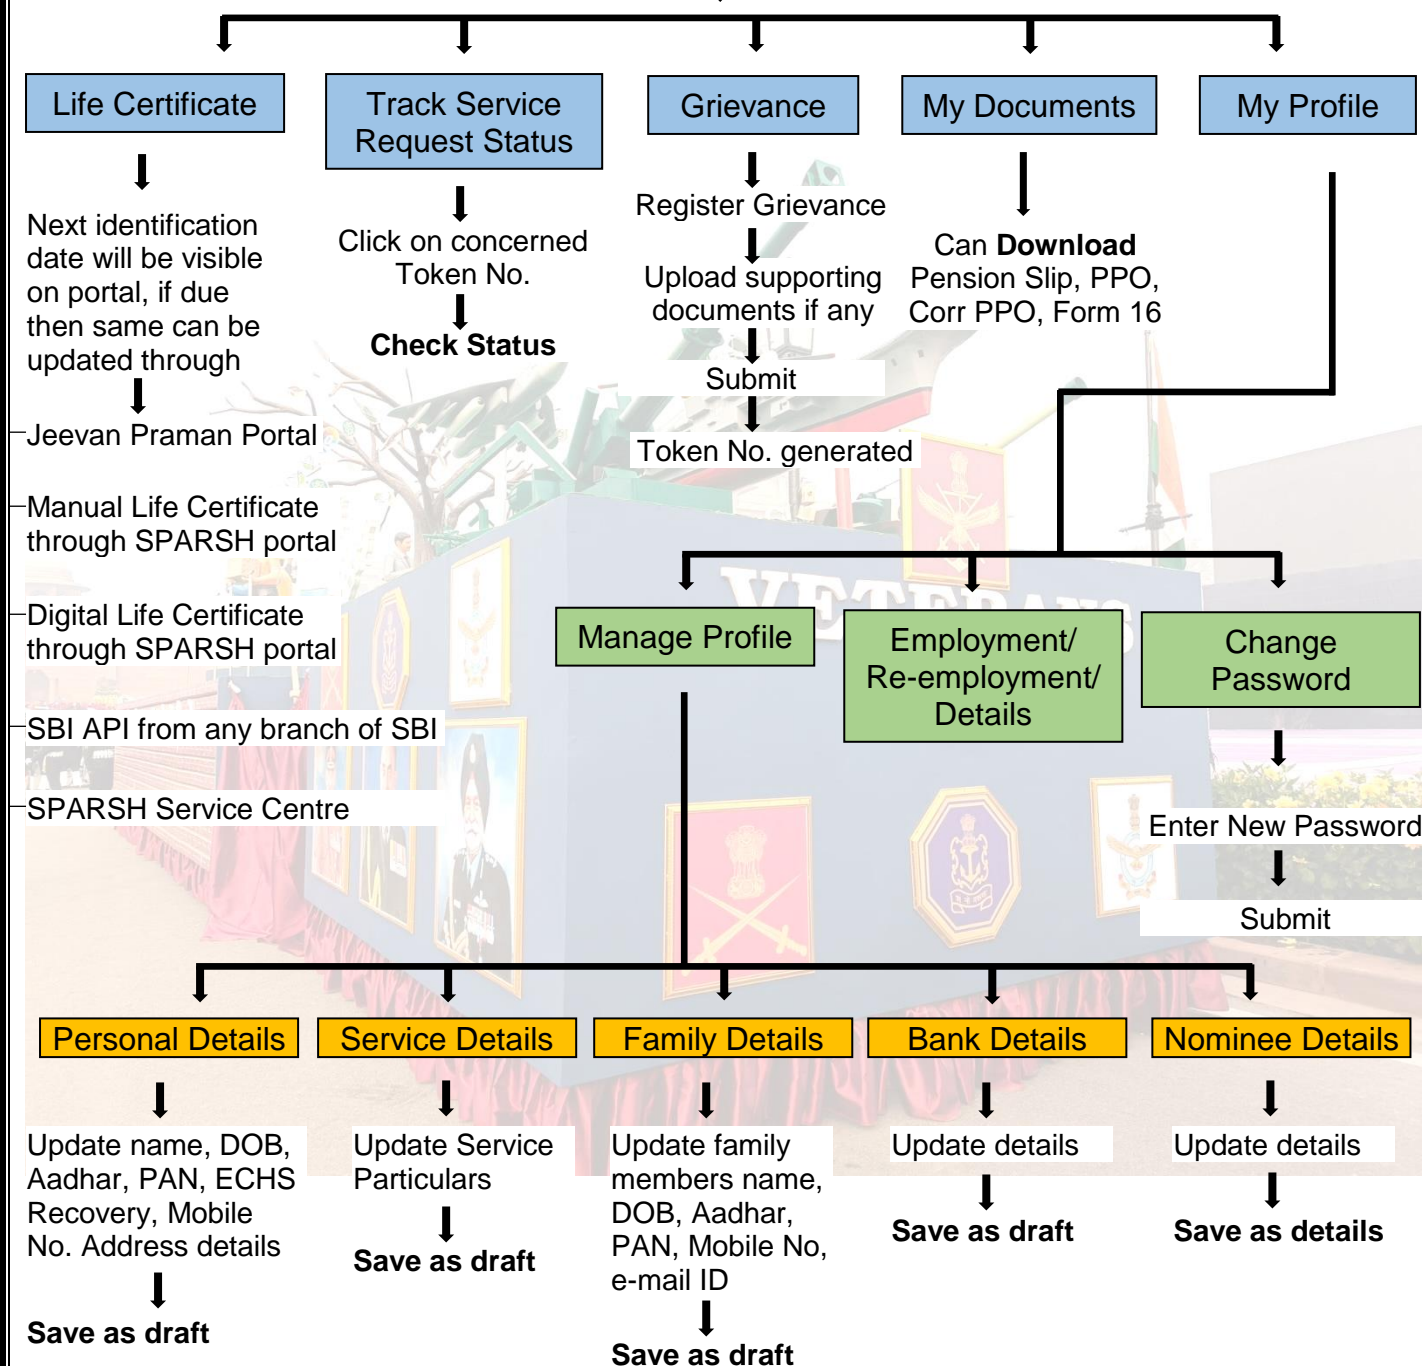 Life Certificate
Track Service
Request Status
Grievance
My Documents
My Profile
Next identification
date will be visible
on portal, if due
then same can be
updated through
Jeevan Praman Portal
Manual Life Certificate
through SPARSH portal
Digital Life Certificate
through SPARSH portal
SBI API from any branch of SBI
SPARSH Service Centre
Click on concerned
Token No.
Check Status
Register Grievance
Upload supporting
documents if any
Submit
Token No. generated
Can Download
Pension Slip, PPO,
Corr PPO, Form 16
VETERANS
Manage Profile
Employment/
Re-employment/
Details
Change
Password
Enter New Password
Submit
Personal Details
Service Details
Family Details
Bank Details
Nominee Details
Update name, DOB,
Aadhar, PAN, ECHS
Recovery, Mobile
No. Address details
Save as draft
Update Service
Particulars
Save as draft
Update family
members name,
DOB, Aadhar,
PAN, Mobile No,
e-mail ID
Save as draft
Update details
Save as draft
Update details
Save as details